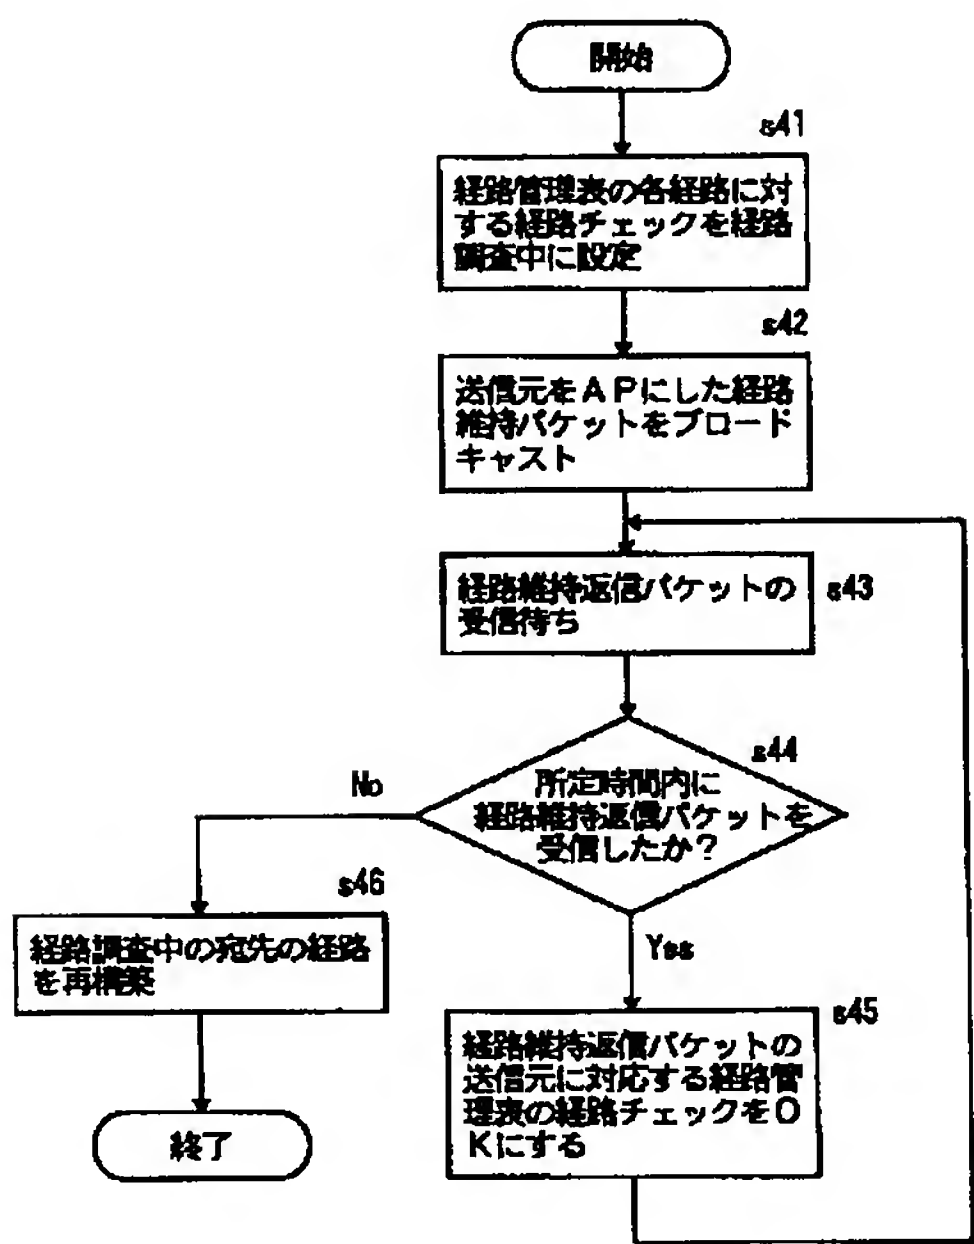 開始
s41
経路管理表の各経路に対
する経路チェックを経路
調査中に設定
s42
送信元をAPにした経路
維持パケットをブロード
キャスト
経路維持返信パケットの
受信待ち
s43
s44
所定時間内に
経路維持返信パケットを
受信したか？
No
Yes
s46
経路調査中の宛先の経路
を再構築
終了
s45
経路維持返信パケットの
送信元に対応する経路管
理表の経路チェックをO
Kにする